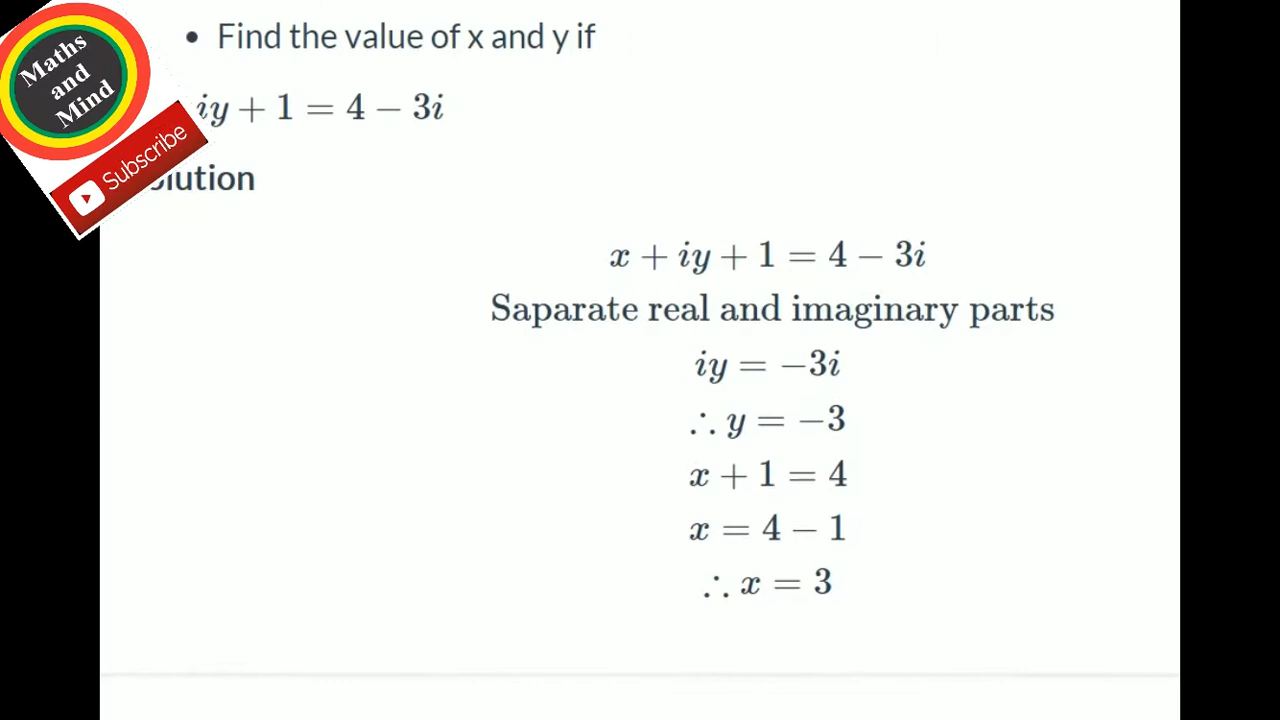 Maths
and
Mind
Subscribe
• Find the value of x and y if
iy + 1 = 4 − 3i
olution
x + iy + 1 = 4 − 3i
Saparate real and imaginary parts
iy = −3i
∴ y = −3
x + 1 = 4
x = 4 − 1
∴ x = 3